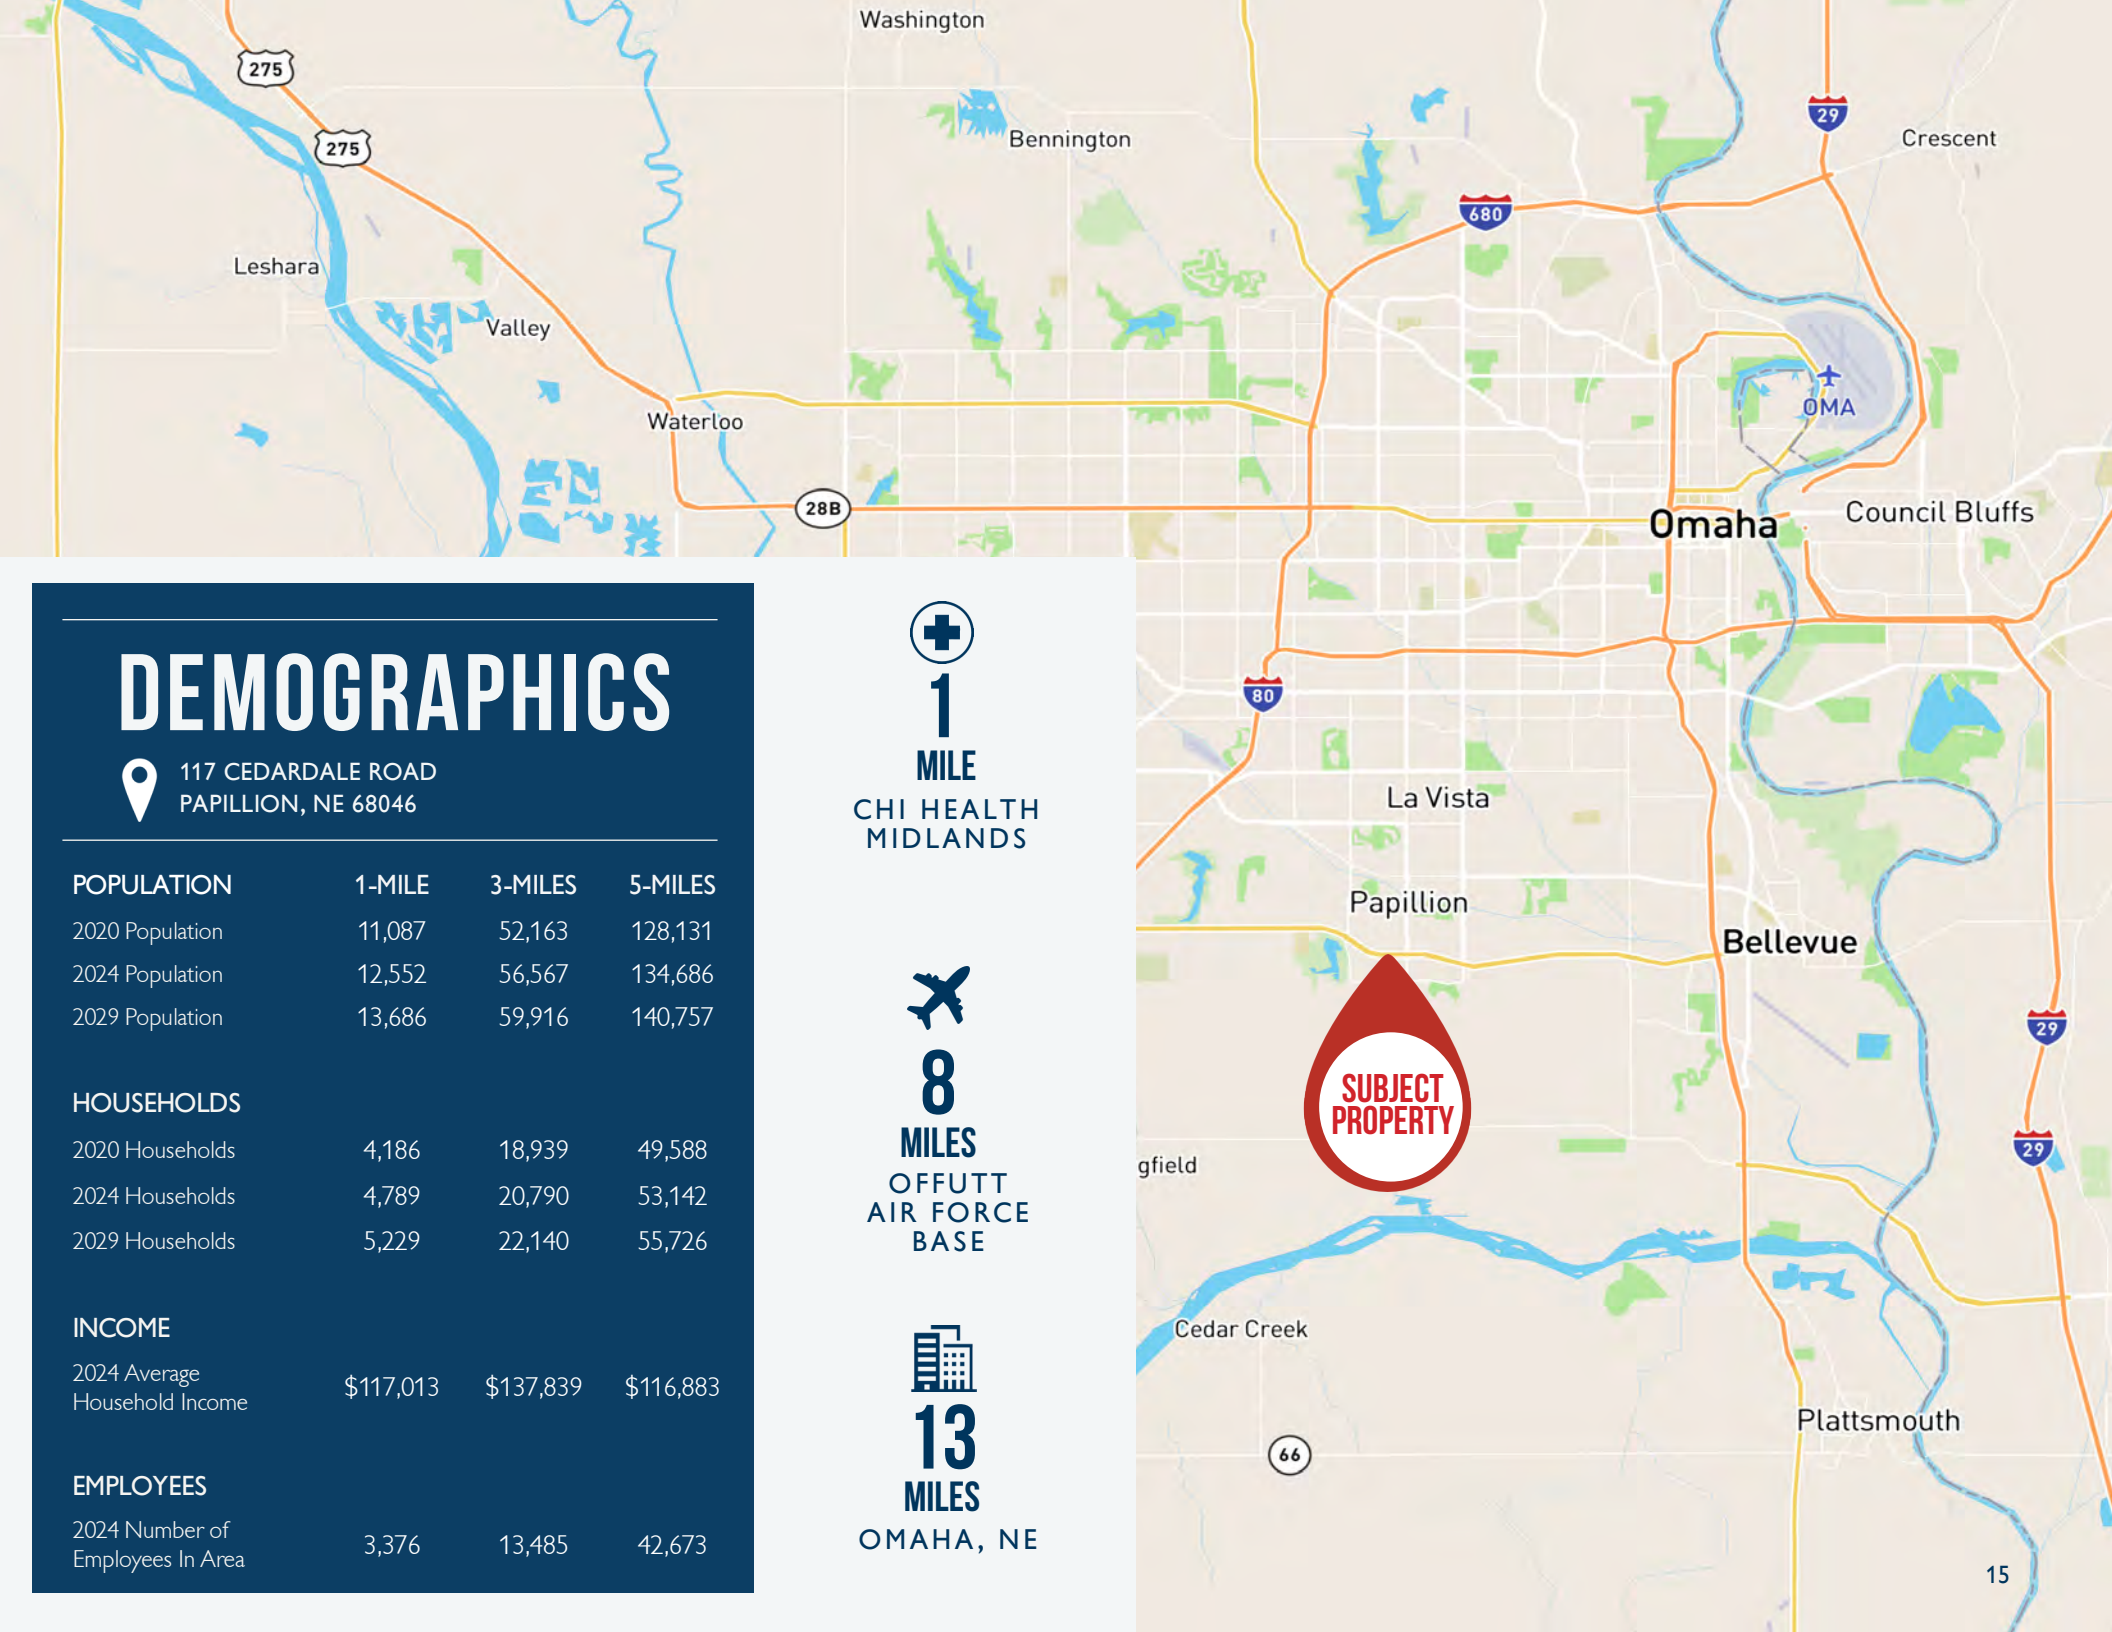 Washington
275
29
275
Bennington
Crescent
680
Leshara
Valley
OMA
Waterloo
28B
Omaha
Council Bluffs
80
La Vista
Papillion
Bellevue
29
29
gfield
Cedar Creek
Plattsmouth
66
SUBJECT
PROPERTY
DEMOGRAPHICS
117 CEDARDALE ROAD
PAPILLION, NE 68046
POPULATION 1-MILE 3-MILES 5-MILES
2020 Population 11,087 52,163 128,131
2024 Population 12,552 56,567 134,686
2029 Population 13,686 59,916 140,757
HOUSEHOLDS
2020 Households 4,186 18,939 49,588
2024 Households 4,789 20,790 53,142
2029 Households 5,229 22,140 55,726
INCOME
2024 Average
Household Income $117,013 $137,839 $116,883
EMPLOYEES
2024 Number of
Employees In Area 3,376 13,485 42,673
1
MILE
CHI HEALTH
MIDLANDS
8
MILES
OFFUTT
AIR FORCE
BASE
13
MILES
OMAHA, NE
15